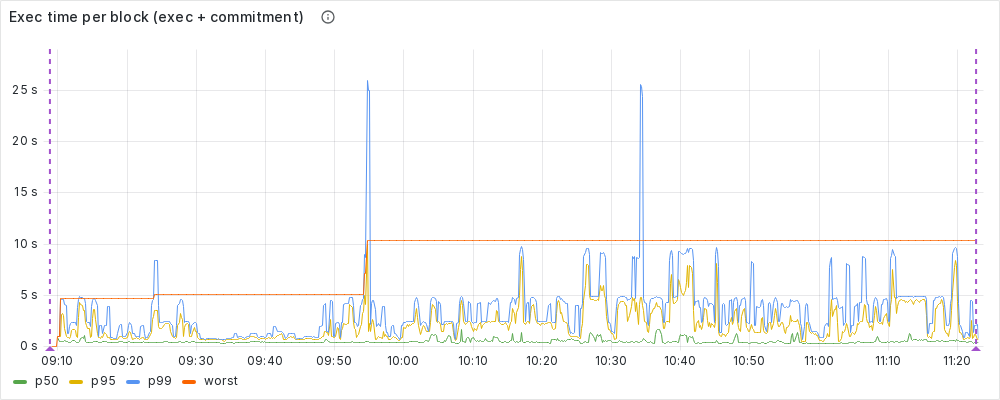 Exec time per block (exec + commitment)
25 s
20 s
15 s
10 s
5 s
0 s
09:10 09:20 09:30 09:40 09:50 10:00 10:10 10:20 10:30 10:40 10:50 11:00 11:10 11:20
p50 p95 p99 worst